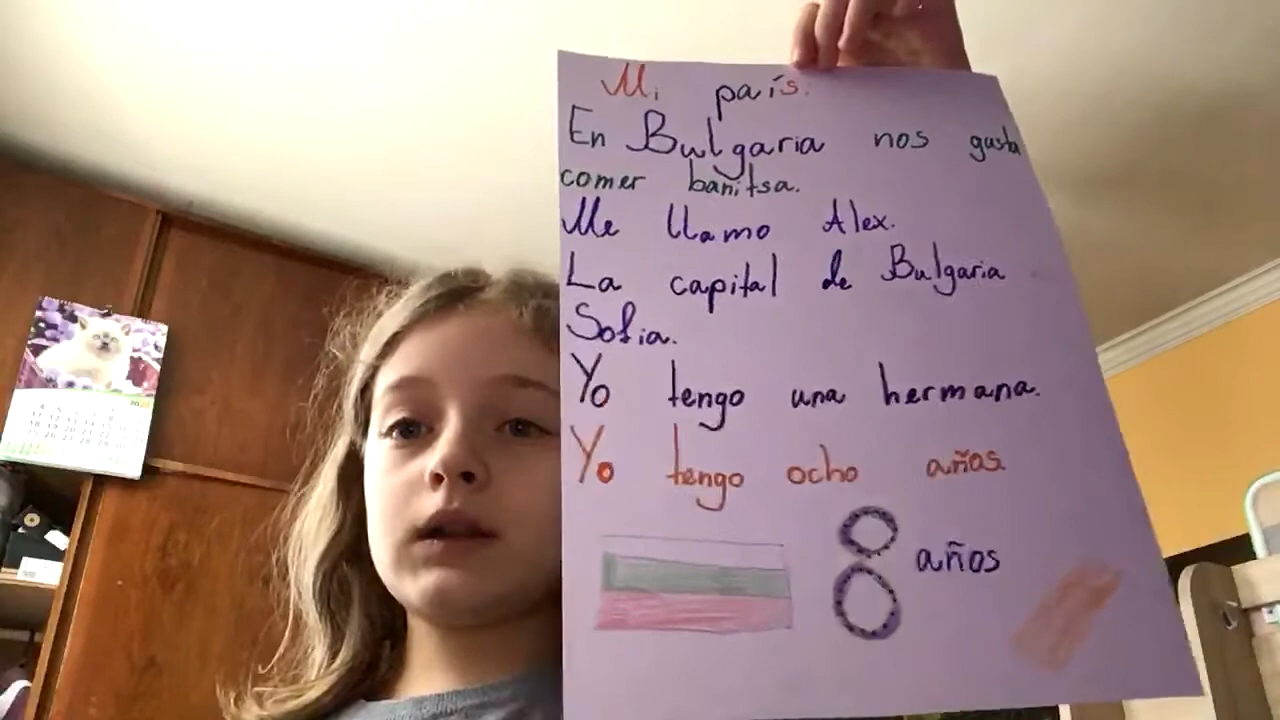 Mi país.
En Bulgaria nos gusta
comer banitsa.
Me llamo Alex.
La capital de Bulgaria
Sofia.
Yo tengo una hermana.
Yo tengo ocho años.
8 años